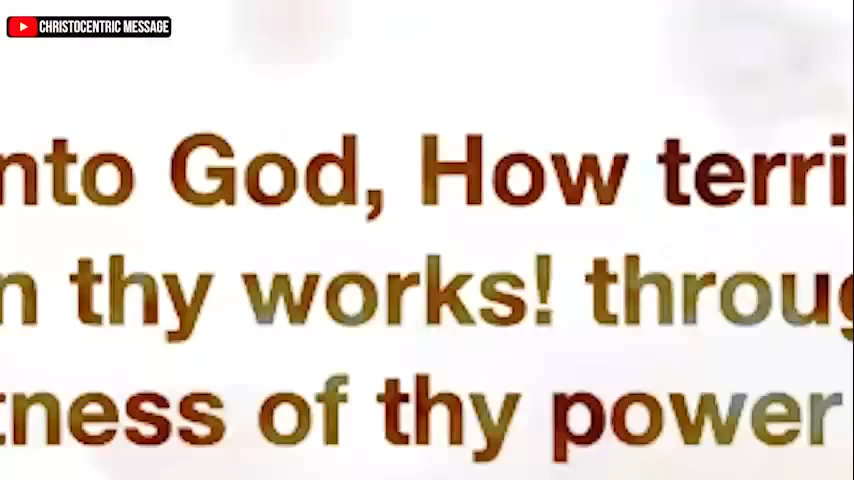 CHRISTOCENTRIC MESSAGE
nto God, How terri
n thy works! throug
tness of thy power